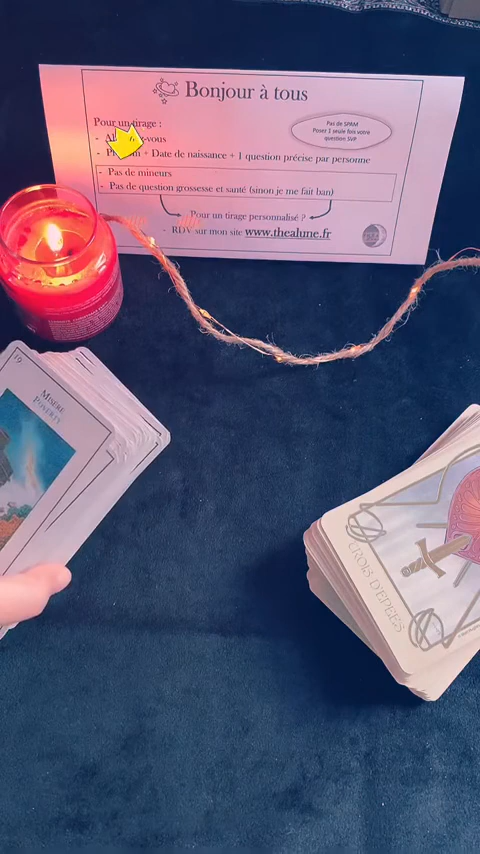 Bonjour à tous
Pour un tirage :
Pas de SPAM
Posez 1 seule fois votre
question SVP
-vous
- + Date de naissance + 1 question précise par personne
- Pas de mineurs
- Pas de question grossesse et santé (sinon je me fait ban)
Pour un tirage personnalisé ?
- RDV sur mon site www.thealune.fr
19
MISÈRE
POVERTY
TROIS D'ÉPÉES